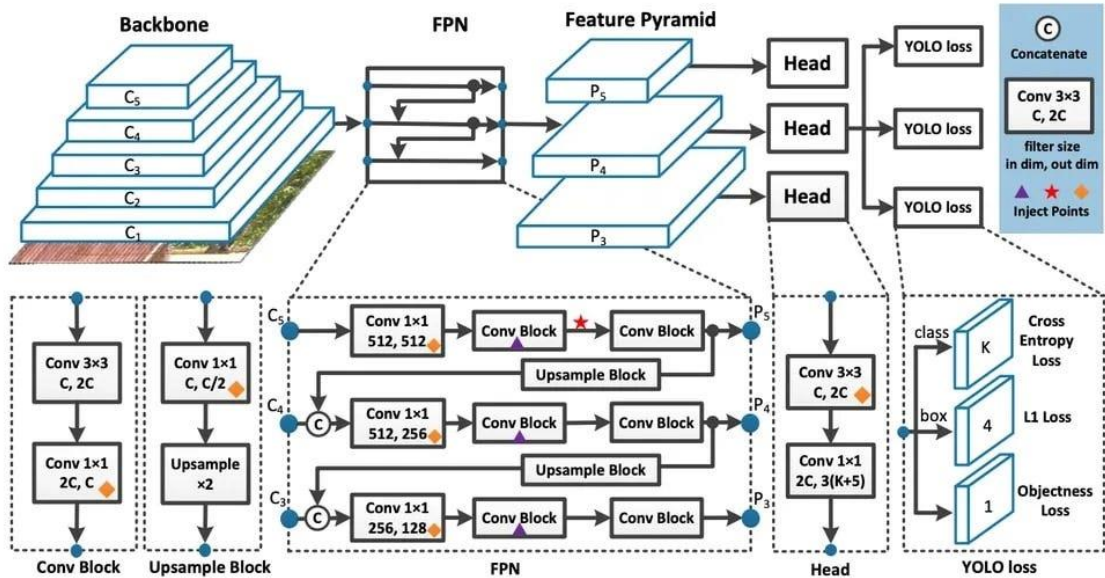 Backbone
FPN
Feature Pyramid
C5
C4
C3
C2
C1
P5
P4
P3
Head
Head
Head
YOLO loss
YOLO loss
YOLO loss
C
Concatenate
Conv 3×3
C, 2C
filter size
in dim, out dim
Inject Points
Conv 3×3
C, 2C
Conv 1×1
2C, C
Conv Block
Conv 1×1
C, C/2
Upsample
×2
Upsample Block
C5
Conv 1×1
512, 512
Conv Block
Conv Block
P5
Upsample Block
C4
C
Conv 1×1
512, 256
Conv Block
Conv Block
P4
Upsample Block
C3
C
Conv 1×1
256, 128
Conv Block
Conv Block
P3
FPN
Conv 3×3
C, 2C
Conv 1×1
2C, 3(K+5)
Head
class
K
Cross
Entropy
Loss
box
4
L1 Loss
1
Objectness
Loss
YOLO loss